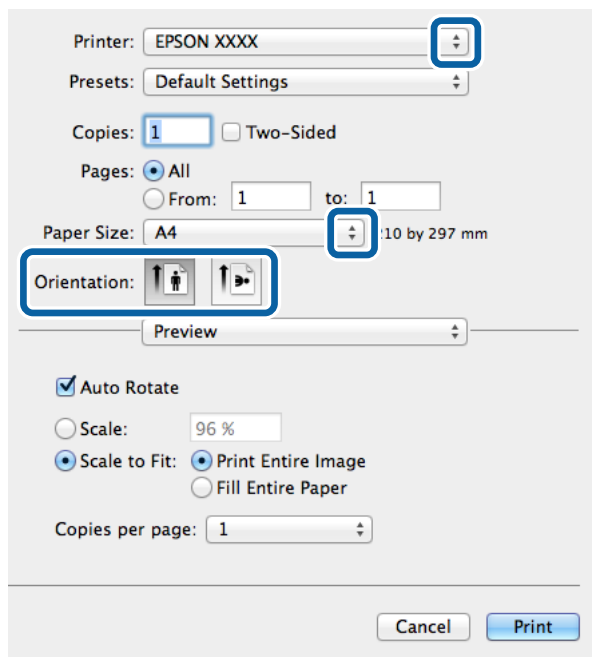 Printer: EPSON XXXX
Presets: Default Settings
Copies: 1 Two-Sided
Pages: All
From: 1 to: 1
Paper Size: A4 210 by 297 mm
Orientation:
Preview
Auto Rotate
Scale: 96 %
Scale to Fit: Print Entire Image
Fill Entire Paper
Copies per page: 1
Cancel Print